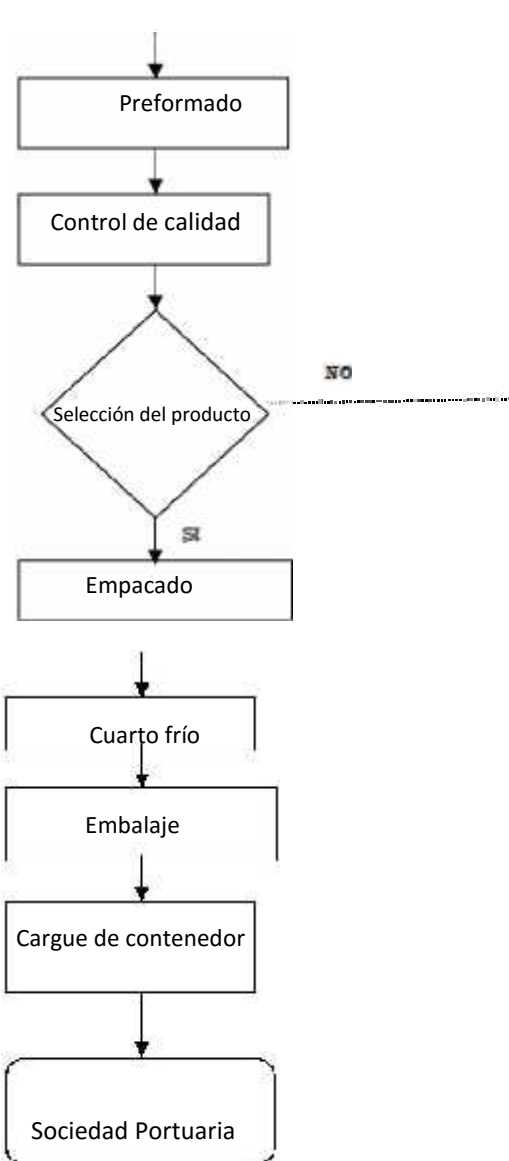 Preformado
Control de calidad
NO
Selección del producto
SI
Empacado
Cuarto frío
Embalaje
Cargue de contenedor
Sociedad Portuaria